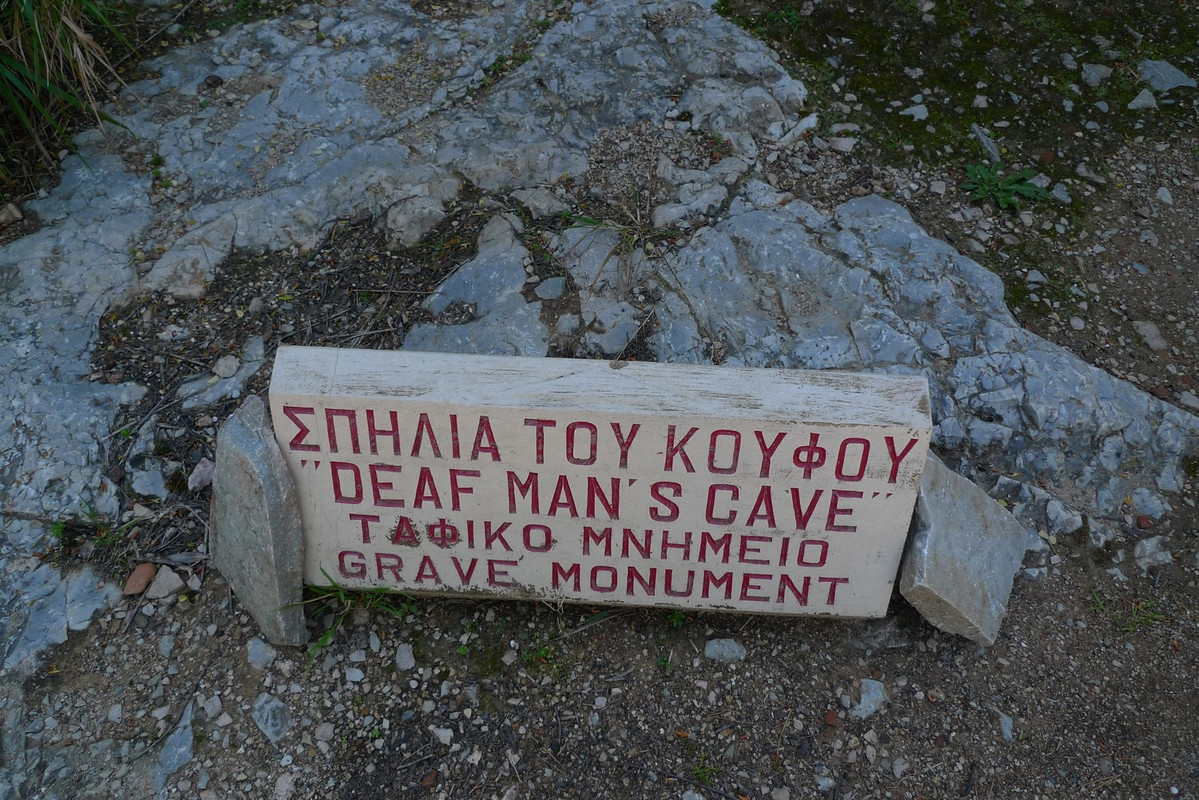 ΣΠΗΛΙΑ ΤΟΥ ΚΟΥΦΟΥ
"DEAF MAN'S CAVE"
ΤΑΦΙΚΟ ΜΝΗΜΕΙΟ
GRAVE MONUMENT